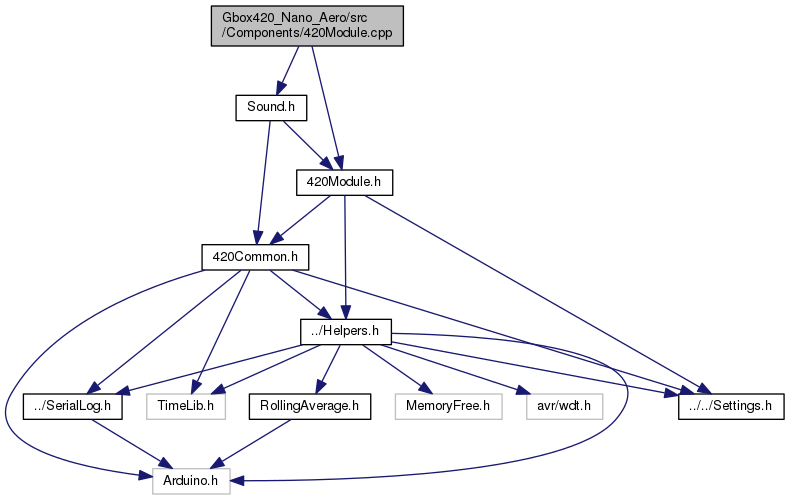 Gbox420_Nano_Aero/src
/Components/420Module.cpp
Sound.h
420Module.h
420Common.h
../Helpers.h
../SerialLog.h
TimeLib.h
RollingAverage.h
MemoryFree.h
avr/wdt.h
../../Settings.h
Arduino.h